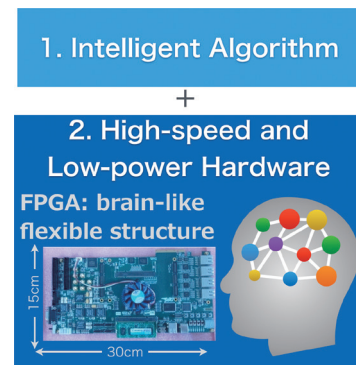 1. Intelligent Algorithm
+
2. High-speed and
Low-power Hardware
FPGA: brain-like
flexible structure
15cm
30cm